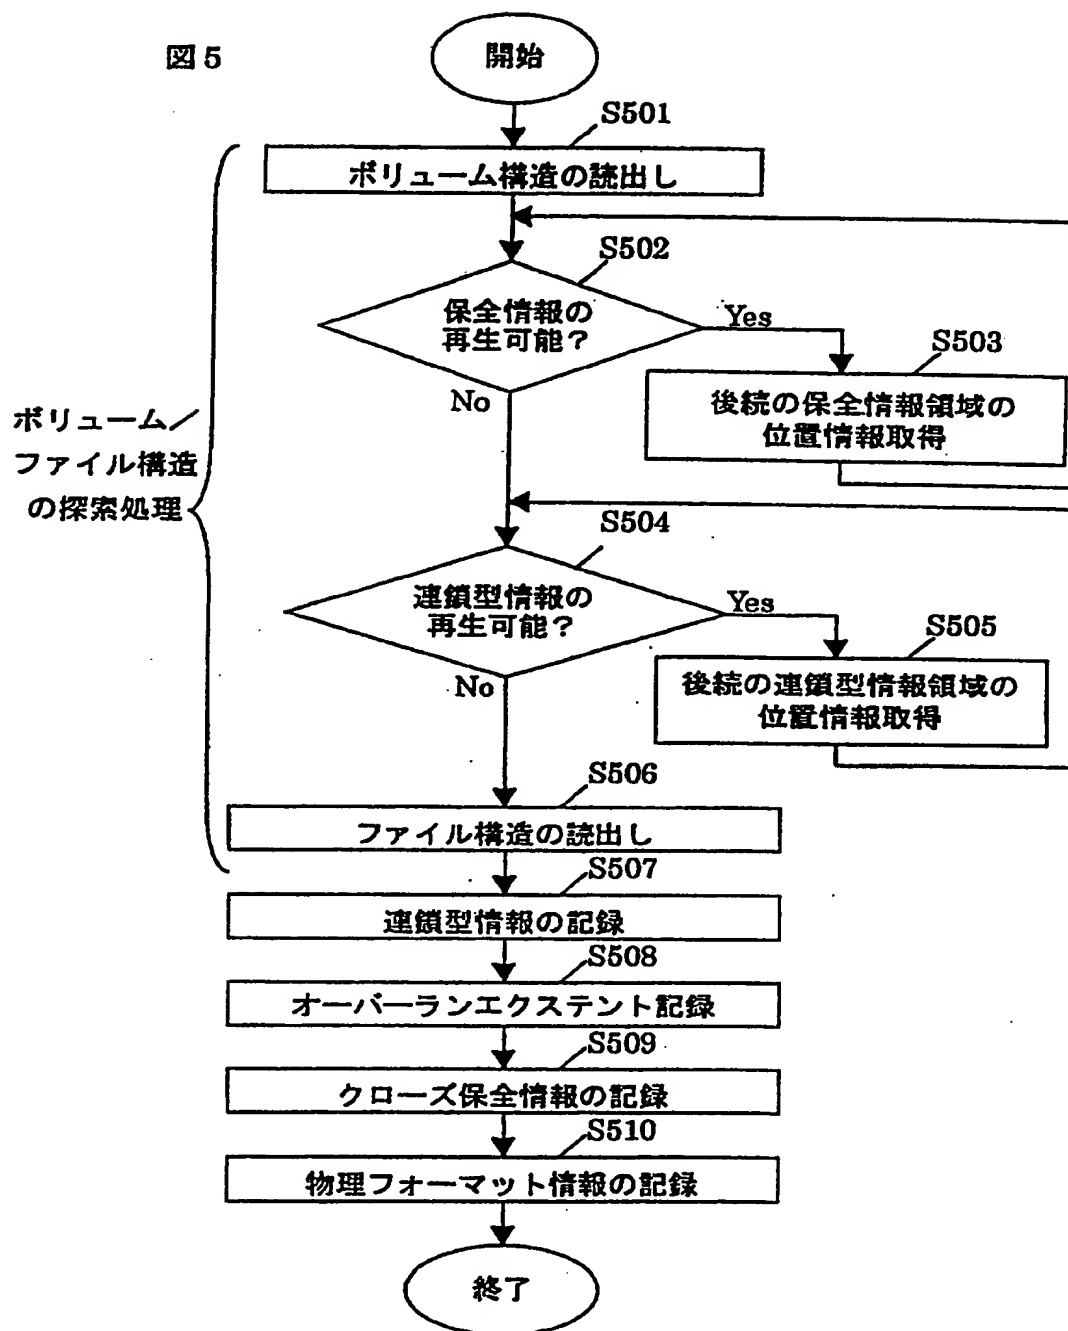 図5
開始
S501
ボリューム構造の読出し
S502
保全情報の
再生可能?
Yes
No
S503
後続の保全情報領域の
位置情報取得
ボリューム/
ファイル構造
の探索処理
S504
連鎖型情報の
再生可能?
Yes
No
S505
後続の連鎖型情報領域の
位置情報取得
S506
ファイル構造の読出し
S507
連鎖型情報の記録
S508
オーバーランエクステント記録
S509
クローズ保全情報の記録
S510
物理フォーマット情報の記録
終了